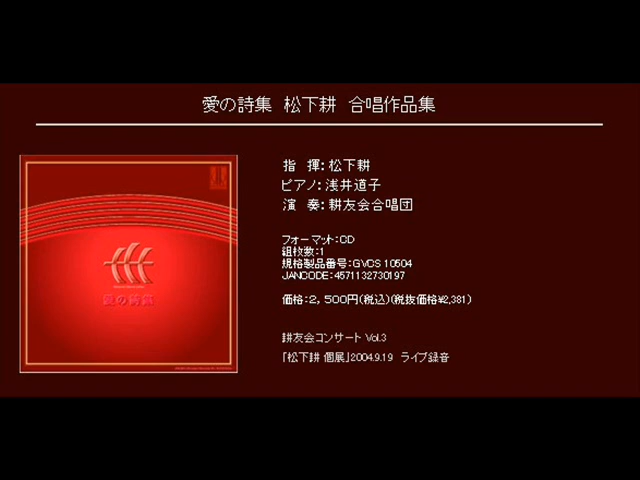 愛の詩集 松下耕 合唱作品集
指 揮：松下耕
ピアノ：浅井道子
演 奏：耕友会合唱団
フォーマット：CD
組枚数：1
規格製品番号：GVCS 10504
JANCODE：4571132730197
価格：2，500円(税込)(税抜価格¥2,381)
耕友会コンサート Vol.3
「松下耕 個展」2004.9.19 ライブ録音
愛の詩集